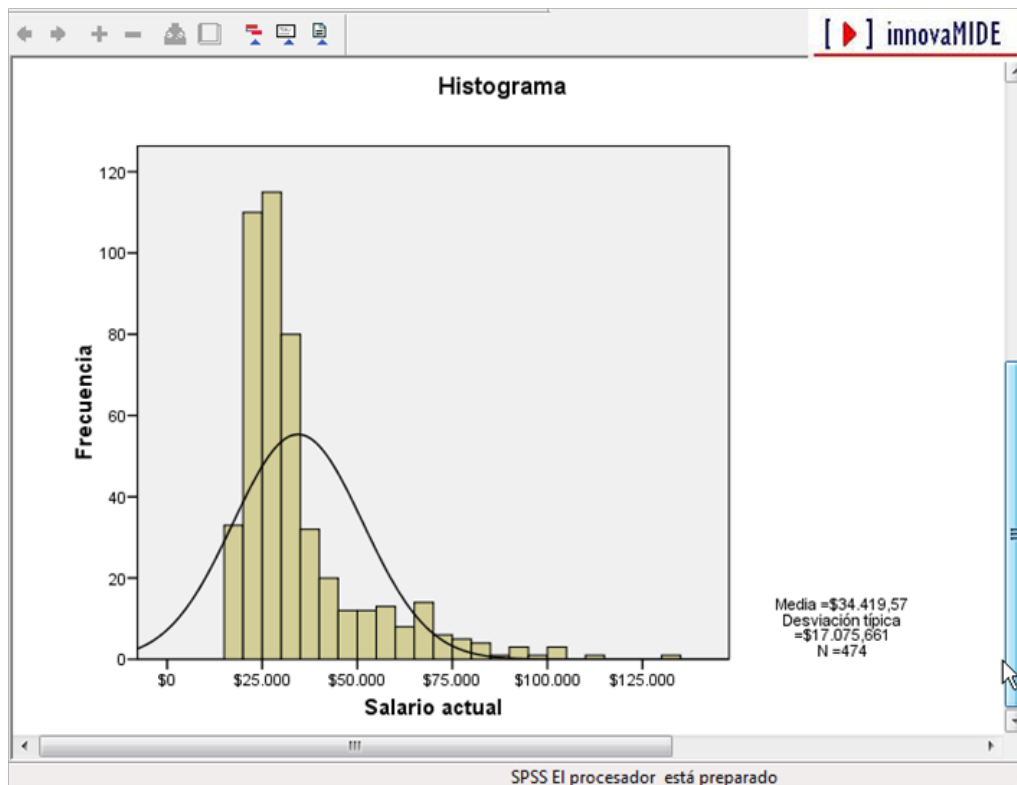 [ ] innovaMIDE
Histograma
120
100
80
60
40
20
0
Frecuencia
$0 $25.000 $50.000 $75.000 $100.000 $125.000
Salario actual
Media =$34.419,57
Desviación típica
=$17.075,661
N =474
SPSS El procesador está preparado